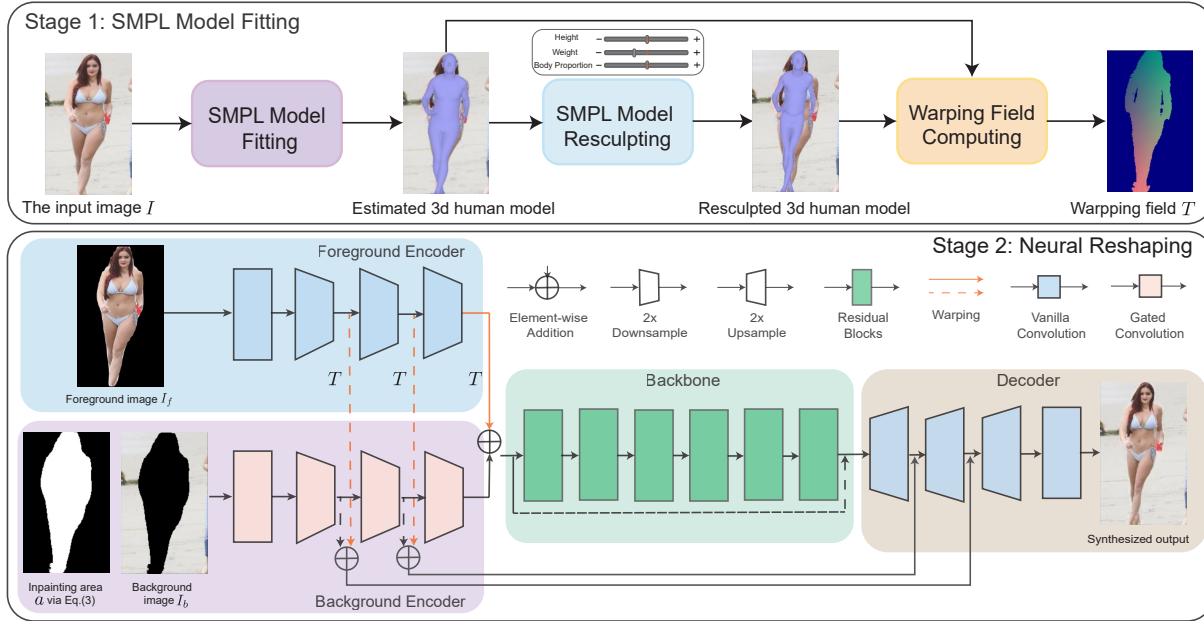 Stage 1: SMPL Model Fitting
Height
− +
Weight
− +
Body Proportion
− +
SMPL Model
Fitting
SMPL Model
Resculpting
Warping Field
Computing
The input image I
Estimated 3d human model
Resculpted 3d human model
Warpping field T
Stage 2: Neural Reshaping
Foreground Encoder
Foreground image I_f
T
T
T
Element-wise
Addition
2x
Downsample
2x
Upsample
Residual
Blocks
Warping
Vanilla
Convolution
Gated
Convolution
Backbone
Decoder
Synthesized output
Inpainting area
a via Eq.(3)
Background
image I_b
Background Encoder